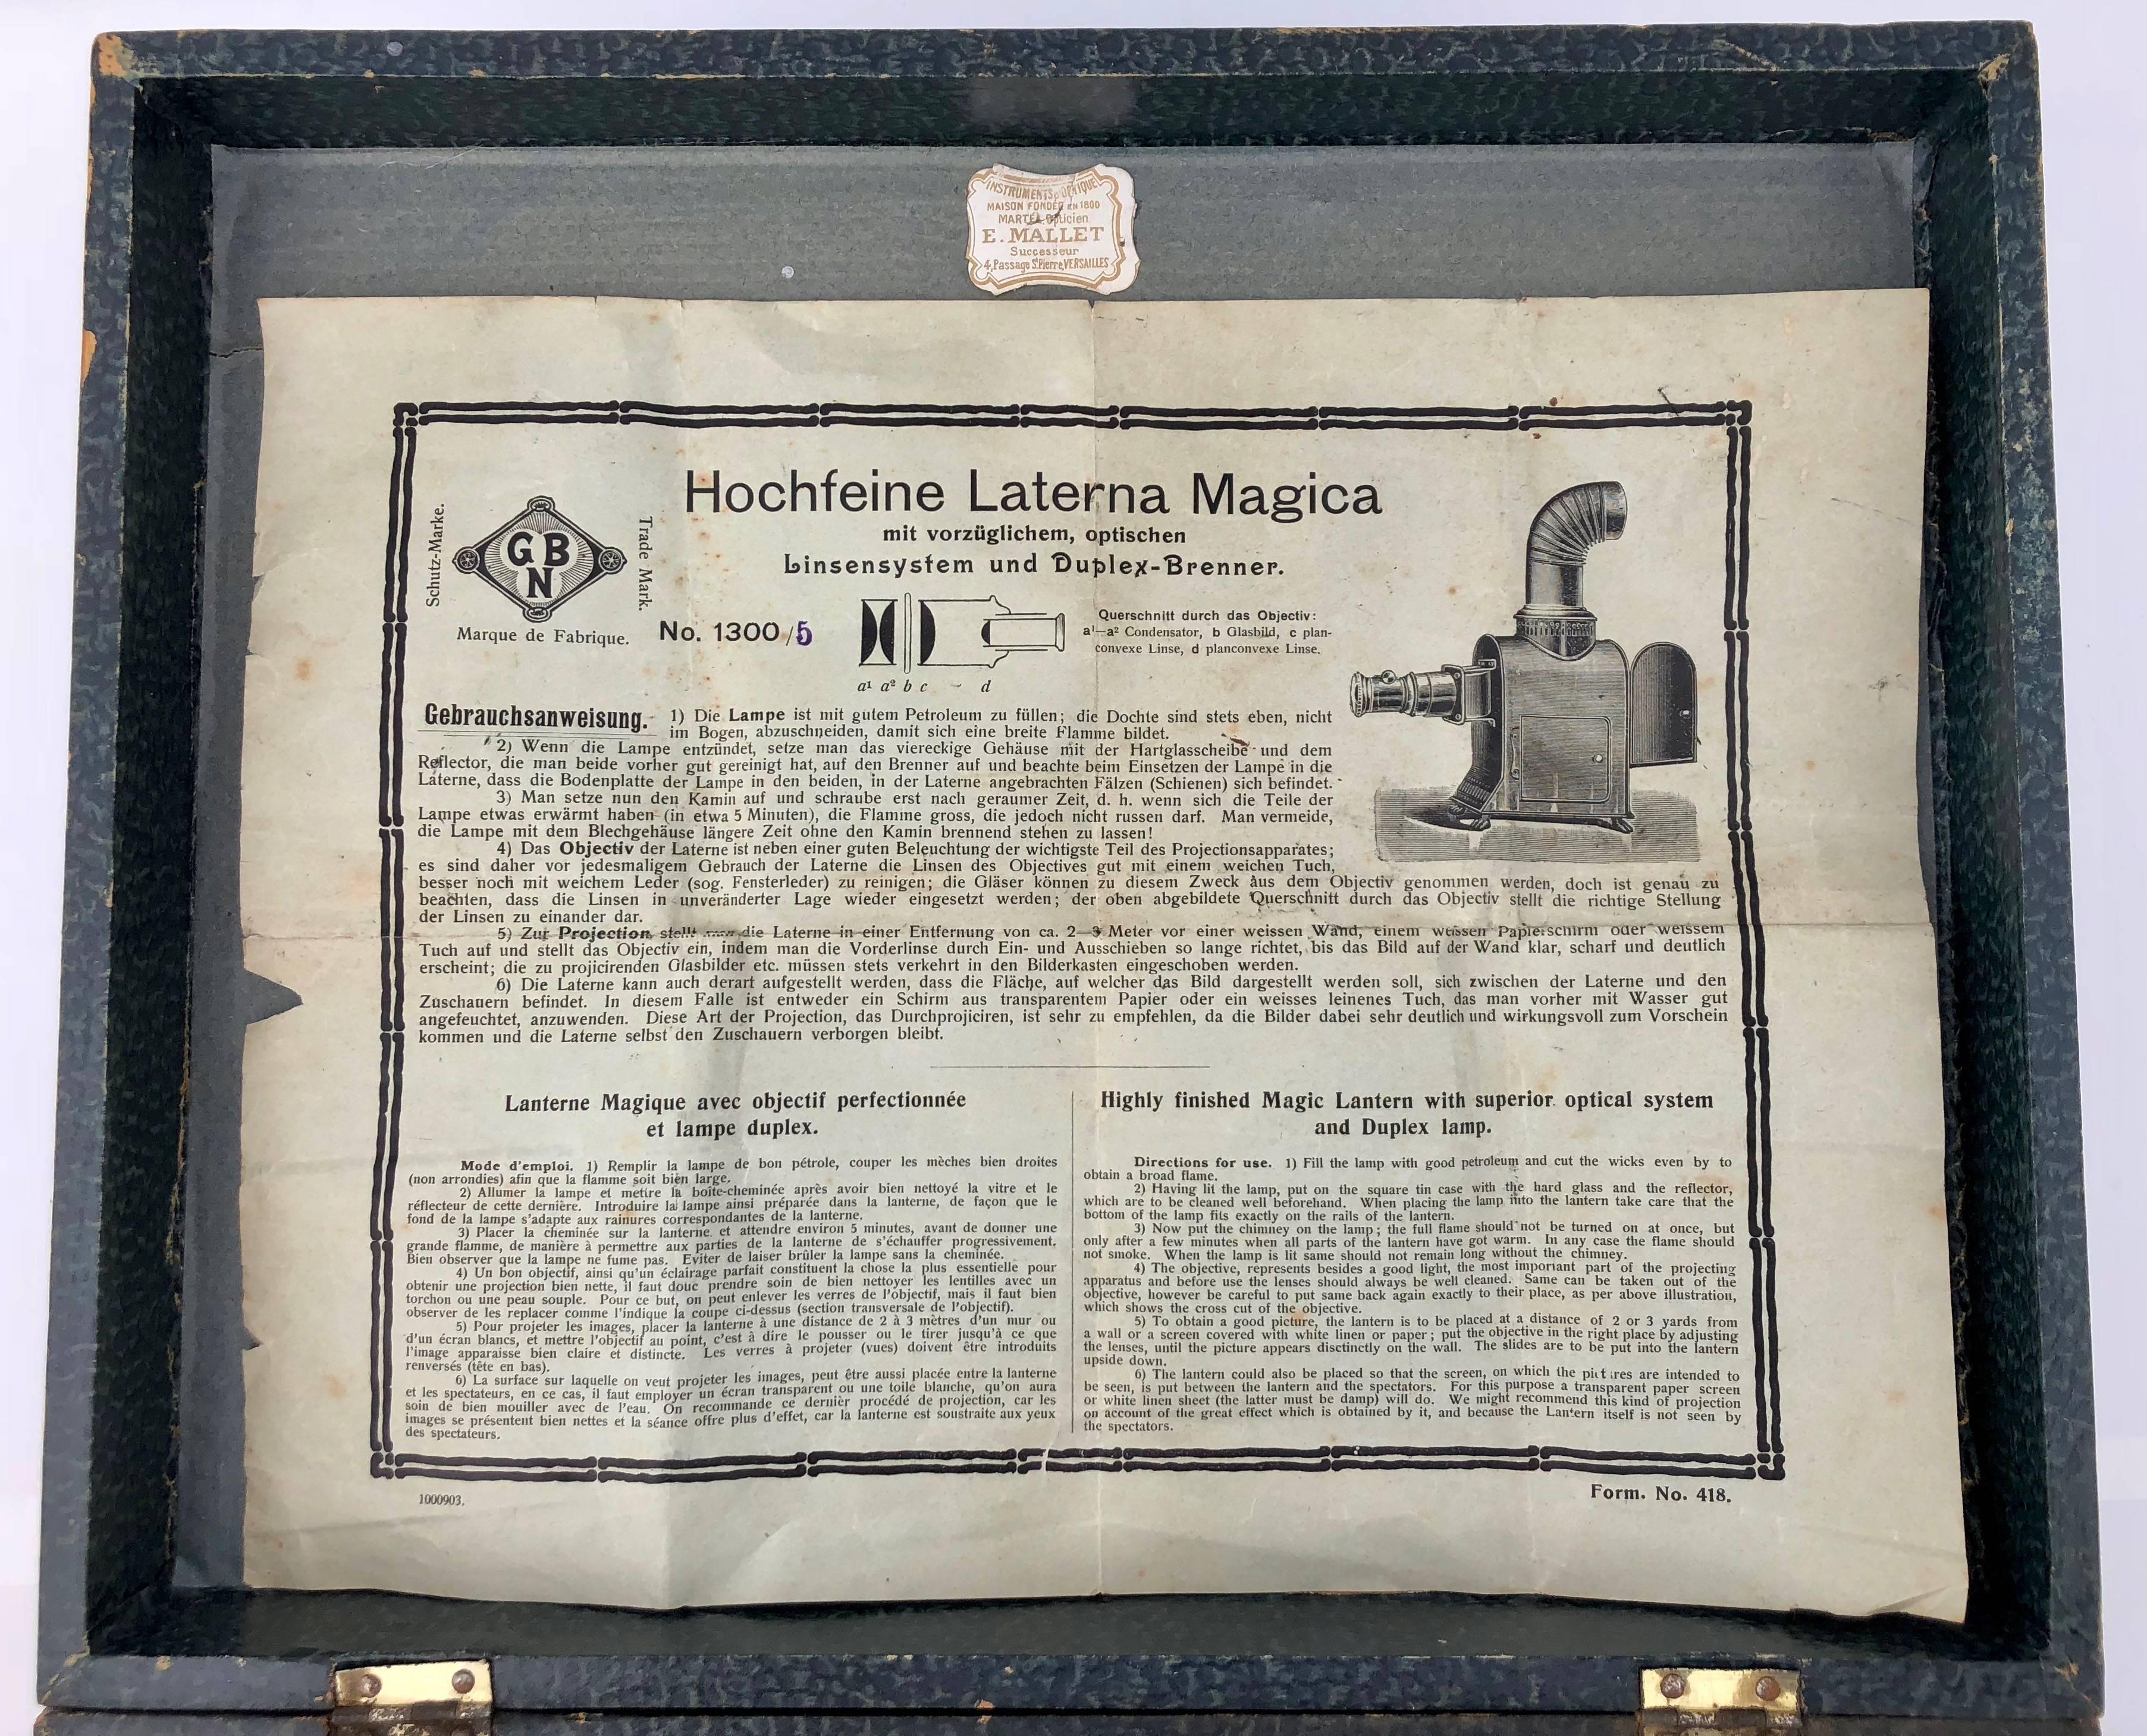 INSTRUMENTS D'OPTIQUE
MAISON FONDÉE EN 1800
MARTEL Opticien
E. MALLET
Successeur
4, Passage St Pierre, VERSAILLES
Hochfeine Laterna Magica
mit vorzüglichem, optischen
Linsensystem und Duplex-Brenner.
Schutz-Marke.
GBN
Trade Mark.
Marque de Fabrique.
No. 1300/5
a¹ a² b c - d
Querschnitt durch das Objectiv:
a¹—a² Condensator, b Glasbild, c plan-
convexe Linse, d planconvexe Linse.
Gebrauchsanweisung. 1) Die Lampe ist mit gutem Petroleum zu füllen; die Dochte sind stets eben, nicht
im Bogen, abzuschneiden, damit sich eine breite Flamme bildet.
2) Wenn die Lampe entzündet, setze man das viereckige Gehäuse mit der Hartglasscheibe und dem
Reflector, die man beide vorher gut gereinigt hat, auf den Brenner auf und beachte beim Einsetzen der Lampe in die
Laterne, dass die Bodenplatte der Lampe in den beiden, in der Laterne angebrachten Fälzen (Schienen) sich befindet.
3) Man setze nun den Kamin auf und schraube erst nach geraumer Zeit, d. h. wenn sich die Teile der
Lampe etwas erwärmt haben (in etwa 5 Minuten), die Flamme gross, die jedoch nicht russen darf. Man vermeide,
die Lampe mit dem Blechgehäuse längere Zeit ohne den Kamin brennend stehen zu lassen!
4) Das Objectiv der Laterne ist neben einer guten Beleuchtung der wichtigste Teil des Projectionsapparates;
es sind daher vor jedesmaligem Gebrauch der Laterne die Linsen des Objectives gut mit einem weichen Tuch,
besser noch mit weichem Leder (sog. Fensterleder) zu reinigen; die Gläser können zu diesem Zweck aus dem Objectiv genommen werden, doch ist genau zu
beachten, dass die Linsen in unveränderter Lage wieder eingesetzt werden; der oben abgebildete Querschnitt durch das Objectiv stellt die richtige Stellung
der Linsen zu einander dar.
5) Zur Projection stellt man die Laterne in einer Entfernung von ca. 2—3 Meter vor einer weissen Wand, einem weissen Papierschirm oder weissem
Tuch auf und stellt das Objectiv ein, indem man die Vorderlinse durch Ein- und Ausschieben so lange richtet, bis das Bild auf der Wand klar, scharf und deutlich
erscheint; die zu projicirenden Glasbilder etc. müssen stets verkehrt in den Bilderkasten eingeschoben werden.
6) Die Laterne kann auch derart aufgestellt werden, dass die Fläche, auf welcher das Bild dargestellt werden soll, sich zwischen der Laterne und den
Zuschauern befindet. In diesem Falle ist entweder ein Schirm aus transparentem Papier oder ein weisses leinenes Tuch, das man vorher mit Wasser gut
angefeuchtet, anzuwenden. Diese Art der Projection, das Durchprojiciren, ist sehr zu empfehlen, da die Bilder dabei sehr deutlich und wirkungsvoll zum Vorschein
kommen und die Laterne selbst den Zuschauern verborgen bleibt.
Lanterne Magique avec objectif perfectionnée
et lampe duplex.
Mode d'emploi. 1) Remplir la lampe de bon pétrole, couper les mèches bien droites
(non arrondies) afin que la flamme soit bien large.
2) Allumer la lampe et metire la boîte-cheminée après avoir bien nettoyé la vitre et le
réflecteur de cette dernière. Introduire la lampe ainsi préparée dans la lanterne, de façon que le
fond de la lampe s'adapte aux rainures correspondantes de la lanterne.
3) Placer la cheminée sur la lanterne et attendre environ 5 minutes, avant de donner une
grande flamme, de manière à permettre aux parties de la lanterne de s'échauffer progressivement.
Bien observer que la lampe ne fume pas. Eviter de laiser brûler la lampe sans la cheminée.
4) Un bon objectif, ainsi qu'un éclairage parfait constituent la chose la plus essentielle pour
obtenir une projection bien nette, il faut douc prendre soin de bien nettoyer les lentilles avec un
torchon ou une peau souple. Pour ce but, on peut enlever les verres de l'objectif, mais il faut bien
observer de les replacer comme l'indique la coupe ci-dessus (section transversale de l'objectif).
5) Pour projeter les images, placer la lanterne à une distance de 2 à 3 mètres d'un mur ou
d'un écran blancs, et mettre l'objectif au point, c'est à dire le pousser ou le tirer jusqu'à ce que
l'image apparaisse bien claire et distincte. Les verres à projeter (vues) doivent être introduits
renversés (tête en bas).
6) La surface sur laquelle on veut projeter les images, peut être aussi placée entre la lanterne
et les spectateurs, en ce cas, il faut employer un écran transparent ou une toile blanche, qu'on aura
soin de bien mouiller avec de l'eau. On recommande ce dernier procédé de projection, car les
images se présentent bien nettes et la séance offre plus d'effet, car la lanterne est soustraite aux yeux
des spectateurs.
Highly finished Magic Lantern with superior optical system
and Duplex lamp.
Directions for use. 1) Fill the lamp with good petroleum and cut the wicks even by to
obtain a broad flame.
2) Having lit the lamp, put on the square tin case with the hard glass and the reflector,
which are to be cleaned well beforehand. When placing the lamp into the lantern take care that the
bottom of the lamp fits exactly on the rails of the lantern.
3) Now put the chimney on the lamp; the full flame should not be turned on at once, but
only after a few minutes when all parts of the lantern have got warm. In any case the flame should
not smoke. When the lamp is lit same should not remain long without the chimney.
4) The objective, represents besides a good light, the most important part of the projecting
apparatus and before use the lenses should always be well cleaned. Same can be taken out of the
objective, however be careful to put same back again exactly to their place, as per above illustration,
which shows the cross cut of the objective.
5) To obtain a good picture, the lantern is to be placed at a distance of 2 or 3 yards from
a wall or a screen covered with white linen or paper; put the objective in the right place by adjusting
the lenses, until the picture appears disctinctly on the wall. The slides are to be put into the lantern
upside down.
6) The lantern could also be placed so that the screen, on which the pictures are intended to
be seen, is put between the lantern and the spectators. For this purpose a transparent paper screen
or white linen sheet (the latter must be damp) will do. We might recommend this kind of projection
on account of the great effect which is obtained by it, and because the Lantern itself is not seen by
the spectators.
1000903.
Form. No. 418.